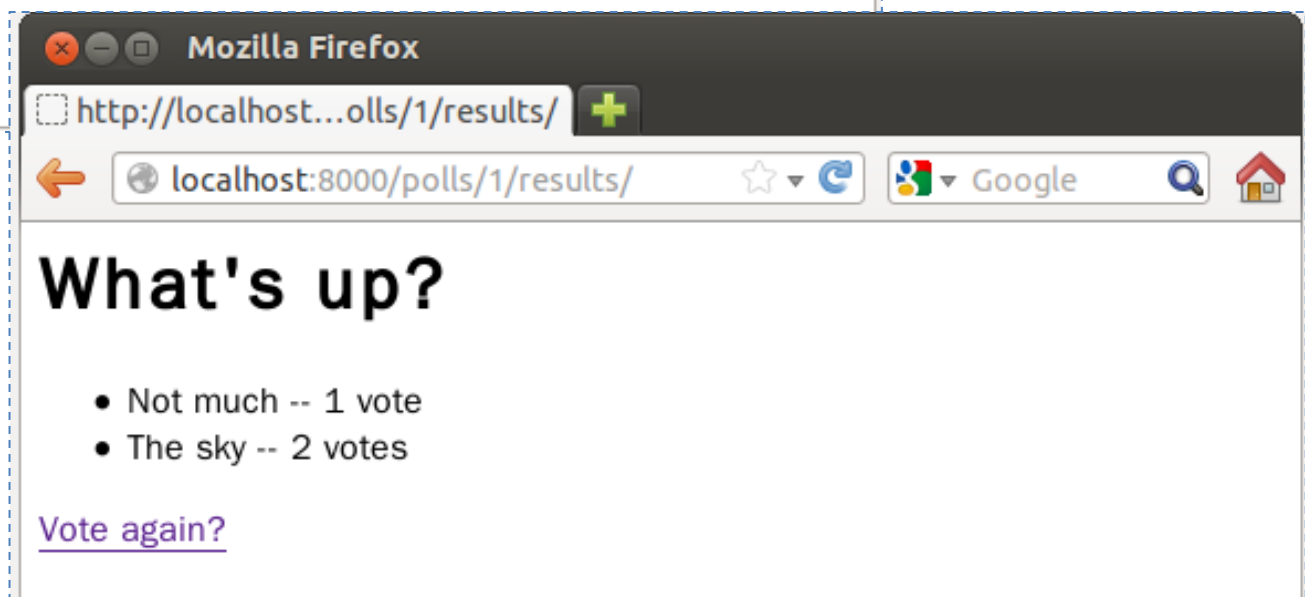 Mozilla Firefox
http://localhost...olls/1/results/
localhost:8000/polls/1/results/
Google
What's up?
• Not much -- 1 vote
• The sky -- 2 votes
Vote again?